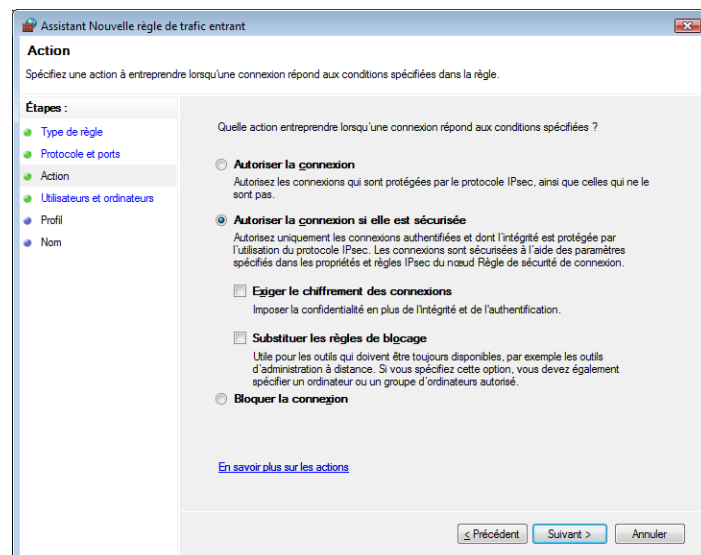 Assistant Nouvelle règle de trafic entrant
Action
Spécifiez une action à entreprendre lorsqu'une connexion répond aux conditions spécifiées dans la règle.
Étapes :
Type de règle
Protocole et ports
Action
Utilisateurs et ordinateurs
Profil
Nom
Quelle action entreprendre lorsqu'une connexion répond aux conditions spécifiées ?
Autoriser la connexion
Autorisez les connexions qui sont protégées par le protocole IPsec, ainsi que celles qui ne le
sont pas.
Autoriser la connexion si elle est sécurisée
Autorisez uniquement les connexions authentifiées et dont l'intégrité est protégée par
l'utilisation du protocole IPsec. Les connexions sont sécurisées à l'aide des paramètres
spécifiés dans les propriétés et règles IPsec du nœud Règle de sécurité de connexion.
Exiger le chiffrement des connexions
Imposer la confidentialité en plus de l'intégrité et de l'authentification.
Substituer les règles de blocage
Utile pour les outils qui doivent être toujours disponibles, par exemple les outils
d'administration à distance. Si vous spécifiez cette option, vous devez également
spécifier un ordinateur ou un groupe d'ordinateurs autorisé.
Bloquer la connexion
En savoir plus sur les actions
< Précédent
Suivant >
Annuler